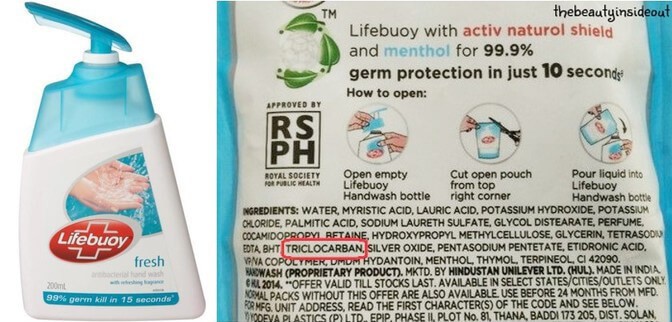 Lifebuoy
fresh
antibacterial hand wash
with refreshing fragrance
200ml
99% germ kill in 15 seconds*
thebeautyinsideout
Lifebuoy with activ naturol shield
and menthol for 99.9%
germ protection in just 10 seconds
How to open:
APPROVED BY
RS
PH
ROYAL SOCIETY
FOR PUBLIC HEALTH
Open empty
Lifebuoy
Handwash bottle
Cut open pouch
from top
right corner
Pour liquid into
Lifebuoy
Handwash bottle
INGREDIENTS: WATER, MYRISTIC ACID, LAURIC ACID, POTASSIUM HYDROXIDE, POTASSIUM
CHLORIDE, PALMITIC ACID, SODIUM LAURETH SULFATE, GLYCOL DISTEARATE, PERFUME,
COCAMIDOPROPYL BETAINE, HYDROXYPROPYL METHYLCELLULOSE, GLYCERIN, TETRASODIUM
EDTA, BHT, TRICLOCARBAN, SILVER OXIDE, PENTASODIUM PENTETATE, ETIDRONIC ACID,
VP/VA COPOLYMER, DMDM HYDANTOIN, MENTHOL, THYMOL, TERPINEOL, CI 42090.
HANDWASH (PROPRIETARY PRODUCT). MKTD. BY HINDUSTAN UNILEVER LTD. (HUL). MADE IN INDIA.
© HUL 2014. **OFFER VALID TILL STOCKS LAST. AVAILABLE IN SELECT STATES/CITIES/OUTLETS ONLY.
NORMAL PACKS WITHOUT THIS OFFER ARE ALSO AVAILABLE. USE BEFORE 24 MONTHS FROM MFD.
FOR MFG. UNIT ADDRESS, READ THE FIRST CHARACTER(S) OF THE CODE AND SEE BELOW.
YODEVA PLASTICS (P) LTD., EPIP, PHASE II, PLOT No. 81, THANA, BADDI 173 205, DIST. SOLAN,